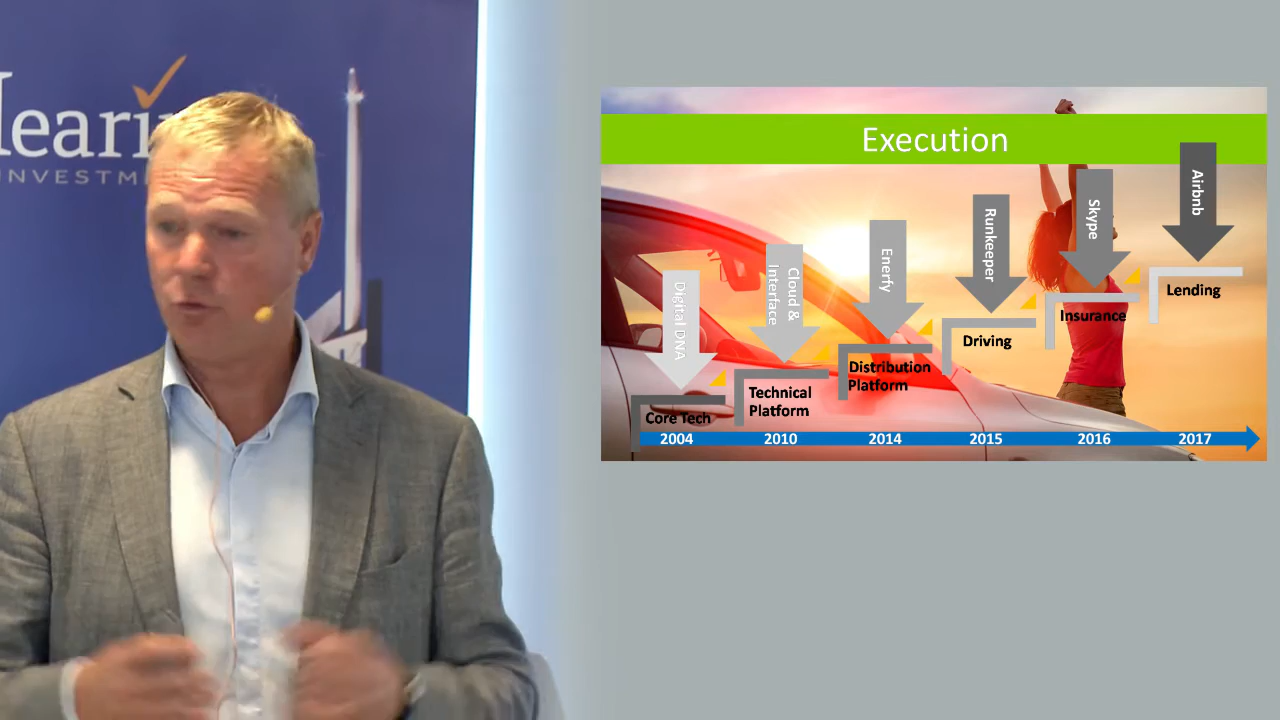 INVESTM
Execution
Airbnb
Skype
Runkeeper
Enerfy
Cloud &
Interface
Digital DNA
Lending
Insurance
Driving
Distribution
Platform
Technical
Platform
Core Tech
2004 2010 2014 2015 2016 2017